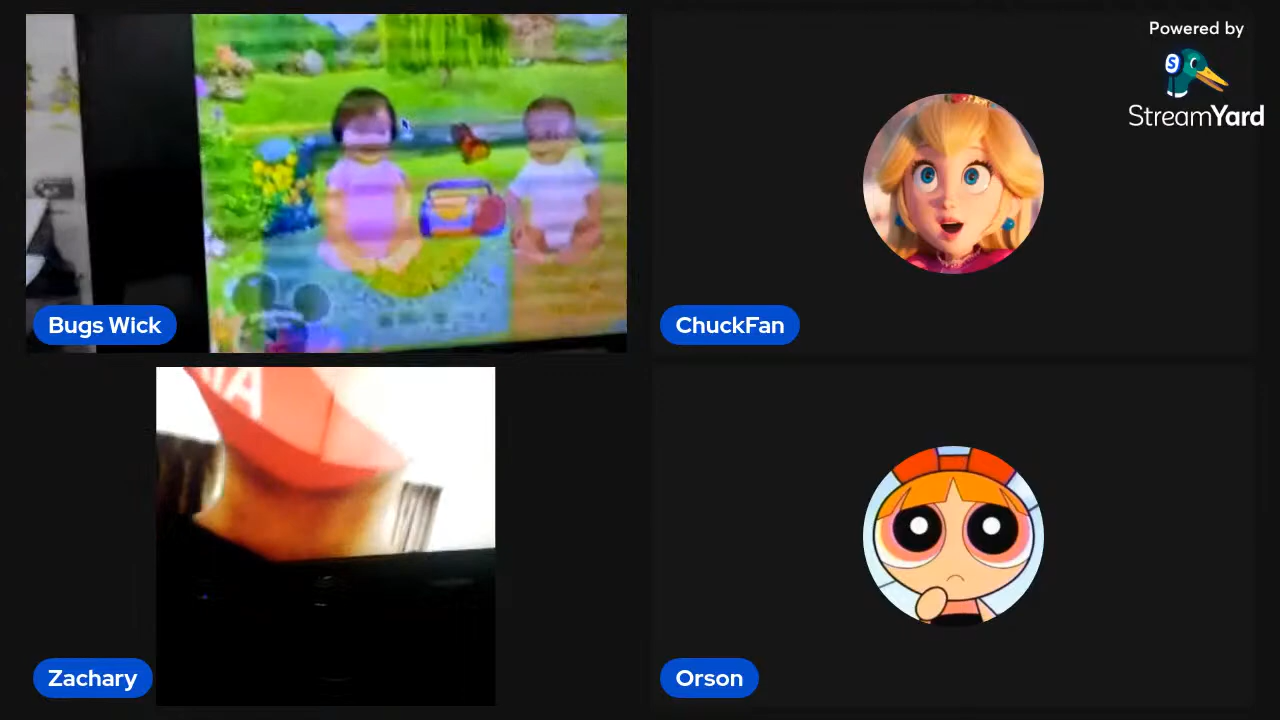 Powered by
S
StreamYard
Bugs Wick
ChuckFan
Zachary
Orson